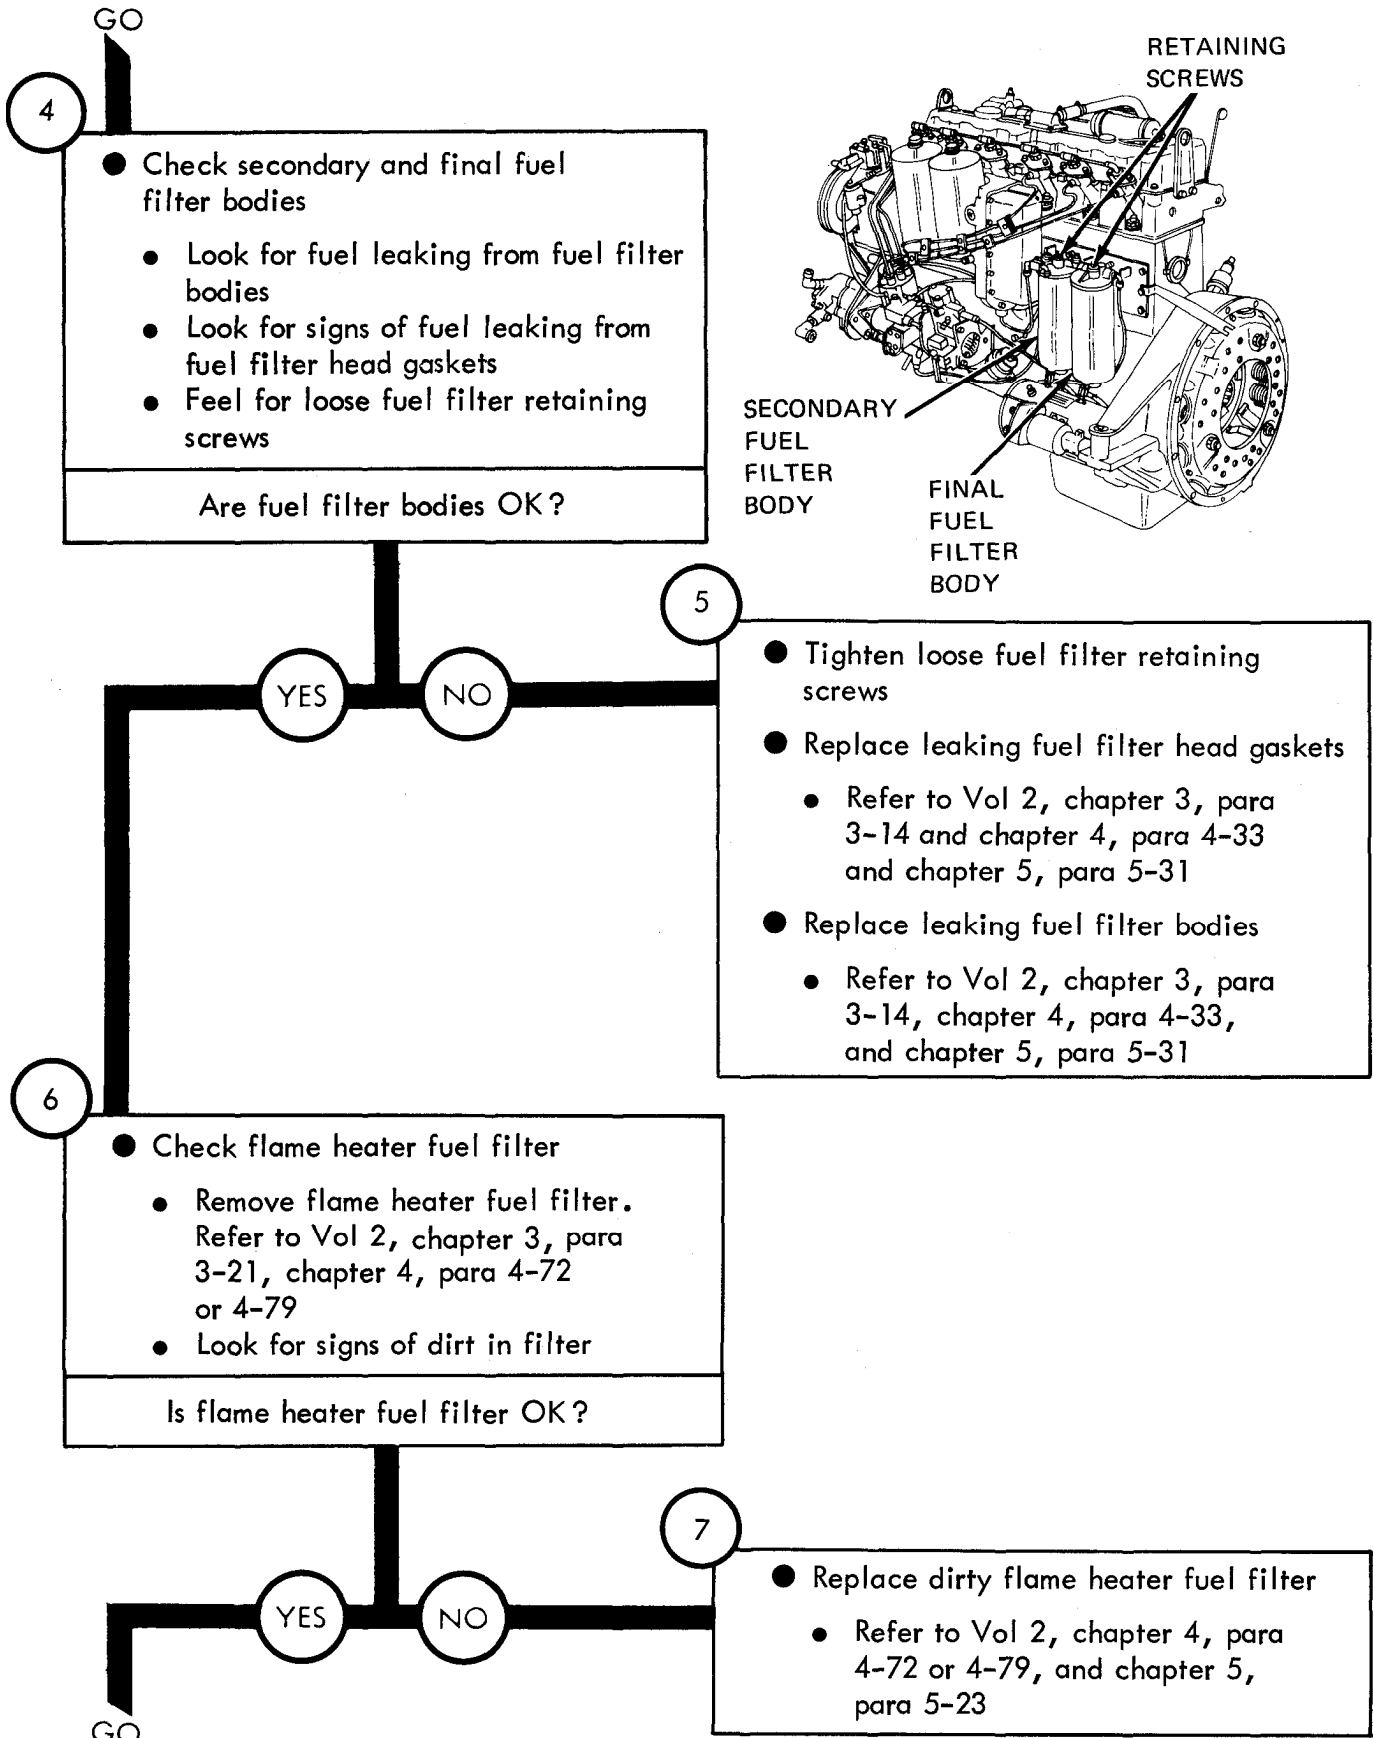 GO
4
● Check secondary and final fuel
filter bodies
● Look for fuel leaking from fuel filter
bodies
● Look for signs of fuel leaking from
fuel filter head gaskets
● Feel for loose fuel filter retaining
screws
Are fuel filter bodies OK?
RETAINING
SCREWS
SECONDARY
FUEL
FILTER
BODY
FINAL
FUEL
FILTER
BODY
YES
NO
5
● Tighten loose fuel filter retaining
screws
● Replace leaking fuel filter head gaskets
● Refer to Vol 2, chapter 3, para
3-14 and chapter 4, para 4-33
and chapter 5, para 5-31
● Replace leaking fuel filter bodies
● Refer to Vol 2, chapter 3, para
3-14, chapter 4, para 4-33,
and chapter 5, para 5-31
6
● Check flame heater fuel filter
● Remove flame heater fuel filter.
Refer to Vol 2, chapter 3, para
3-21, chapter 4, para 4-72
or 4-79
● Look for signs of dirt in filter
Is flame heater fuel filter OK?
YES
NO
7
● Replace dirty flame heater fuel filter
● Refer to Vol 2, chapter 4, para
4-72 or 4-79, and chapter 5,
para 5-23
GO